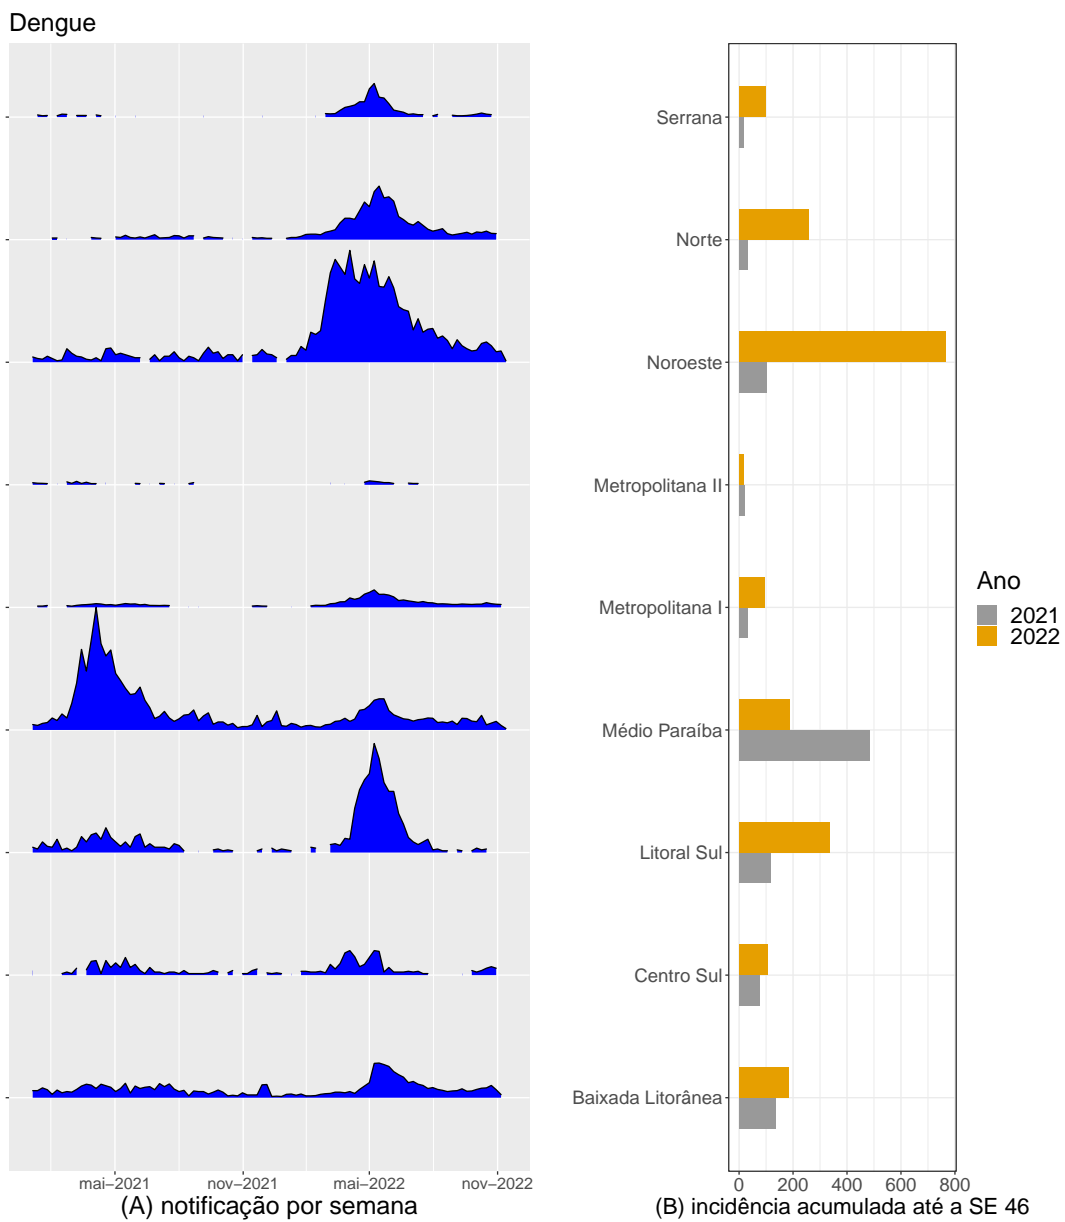 Dengue
mai–2021
nov–2021
mai–2022
nov–2022
(A) notificação por semana
Serrana
Norte
Noroeste
Metropolitana II
Metropolitana I
Médio Paraíba
Litoral Sul
Centro Sul
Baixada Litorânea
0
200
400
600
800
(B) incidência acumulada até a SE 46
Ano
2021
2022